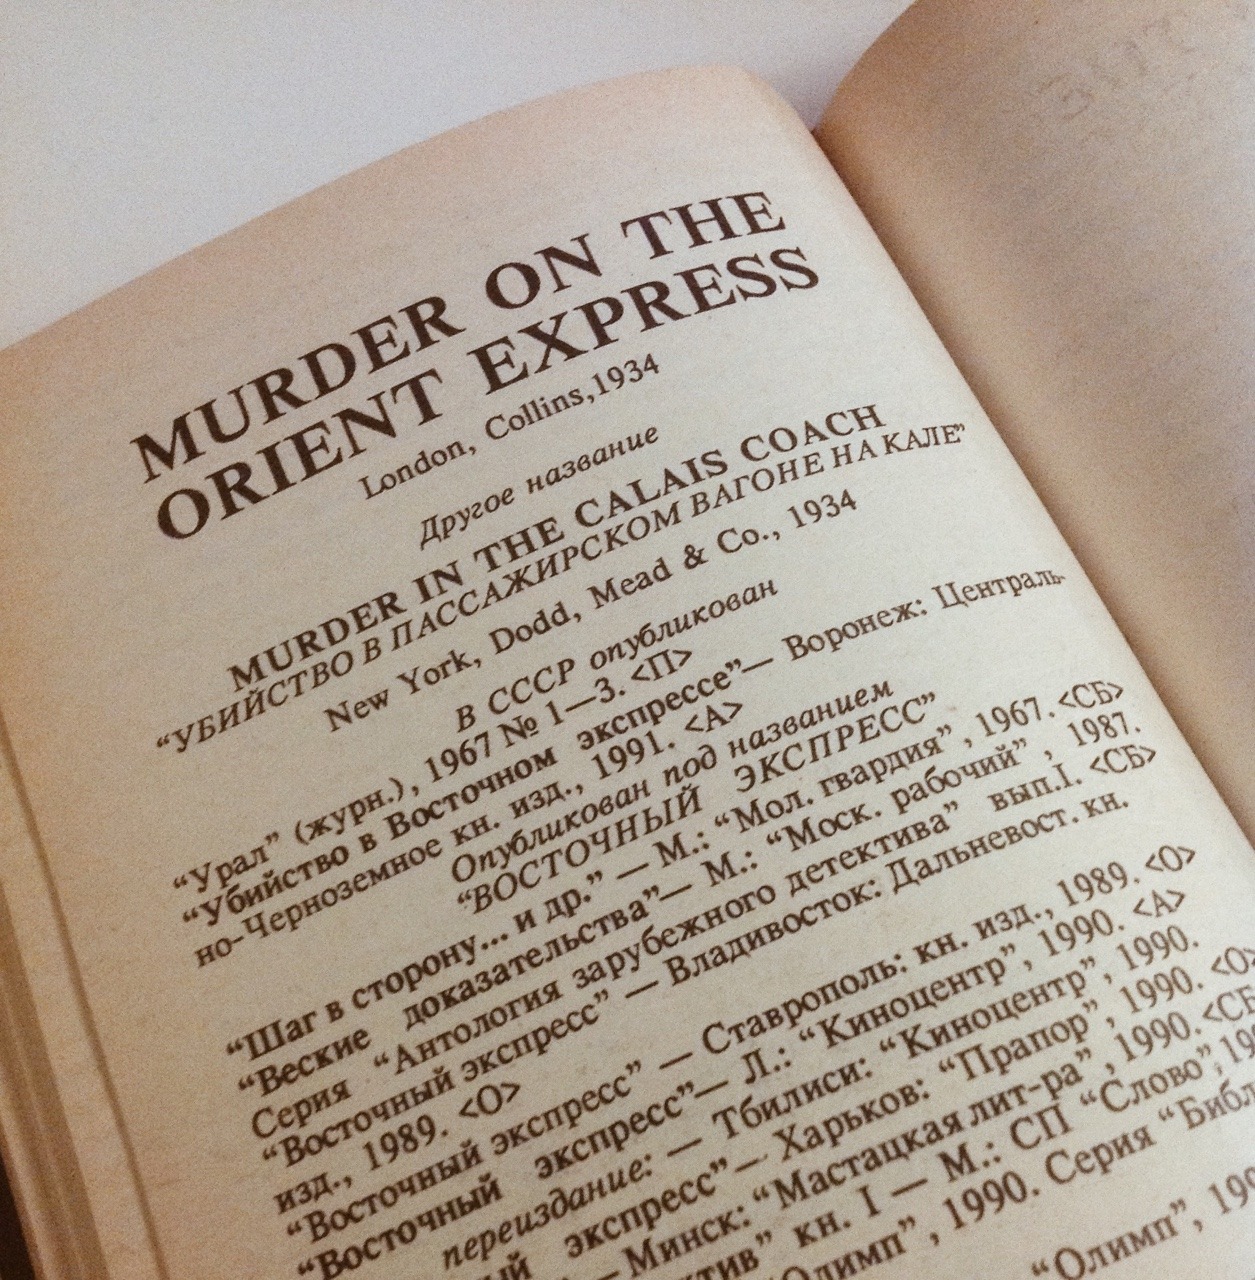 MURDER ON THE
ORIENT EXPRESS
London, Collins,1934
Другое название
MURDER IN THE CALAIS COACH
“УБИЙСТВО В ПАССАЖИРСКОМ ВАГОНЕ НА КАЛЕ”
New York, Dodd, Mead & Co., 1934
В СССР опубликован
“Урал” (журн.), 1967 № 1—3. <П>
“Убийство в Восточном экспрессе”— Воронеж: Централь-
но-Черноземное кн. изд., 1991. <А>
Опубликован под названием
“ВОСТОЧНЫЙ ЭКСПРЕСС”
“Шаг в сторону... и др.” — М.: “Мол. гвардия” , 1967. <СБ>
“Веские доказательства”— М.: “Моск. рабочий” , 1987.
Серия “Антология зарубежного детектива” вып.I. <СБ>
“Восточный экспресс” — Владивосток: Дальневост. кн.
изд., 1989. <О>
“Восточный экспресс” — Ставрополь: кн. изд., 1989. <О>
“Восточный экспресс”— Л.: “Киноцентр”, 1990. <А>
переиздание: — Тбилиси: “Киноцентр”, 1990.
экспресс”— Харьков: “Прапор”, 1990. <О>
— Минск: “Мастацкая лит-ра”, 1990. <СБ
кн. I — М.: СП “Слово”,
1990. Серия
“Олимп”,